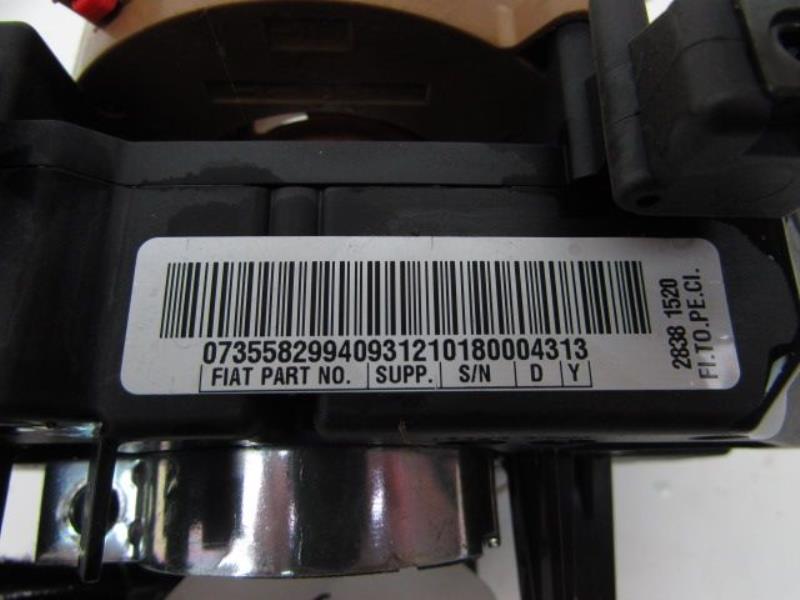 07355829940931210180004313
FIAT PART NO. SUPP. S/N D Y
2838 1520
FI.TO.PE.CI.